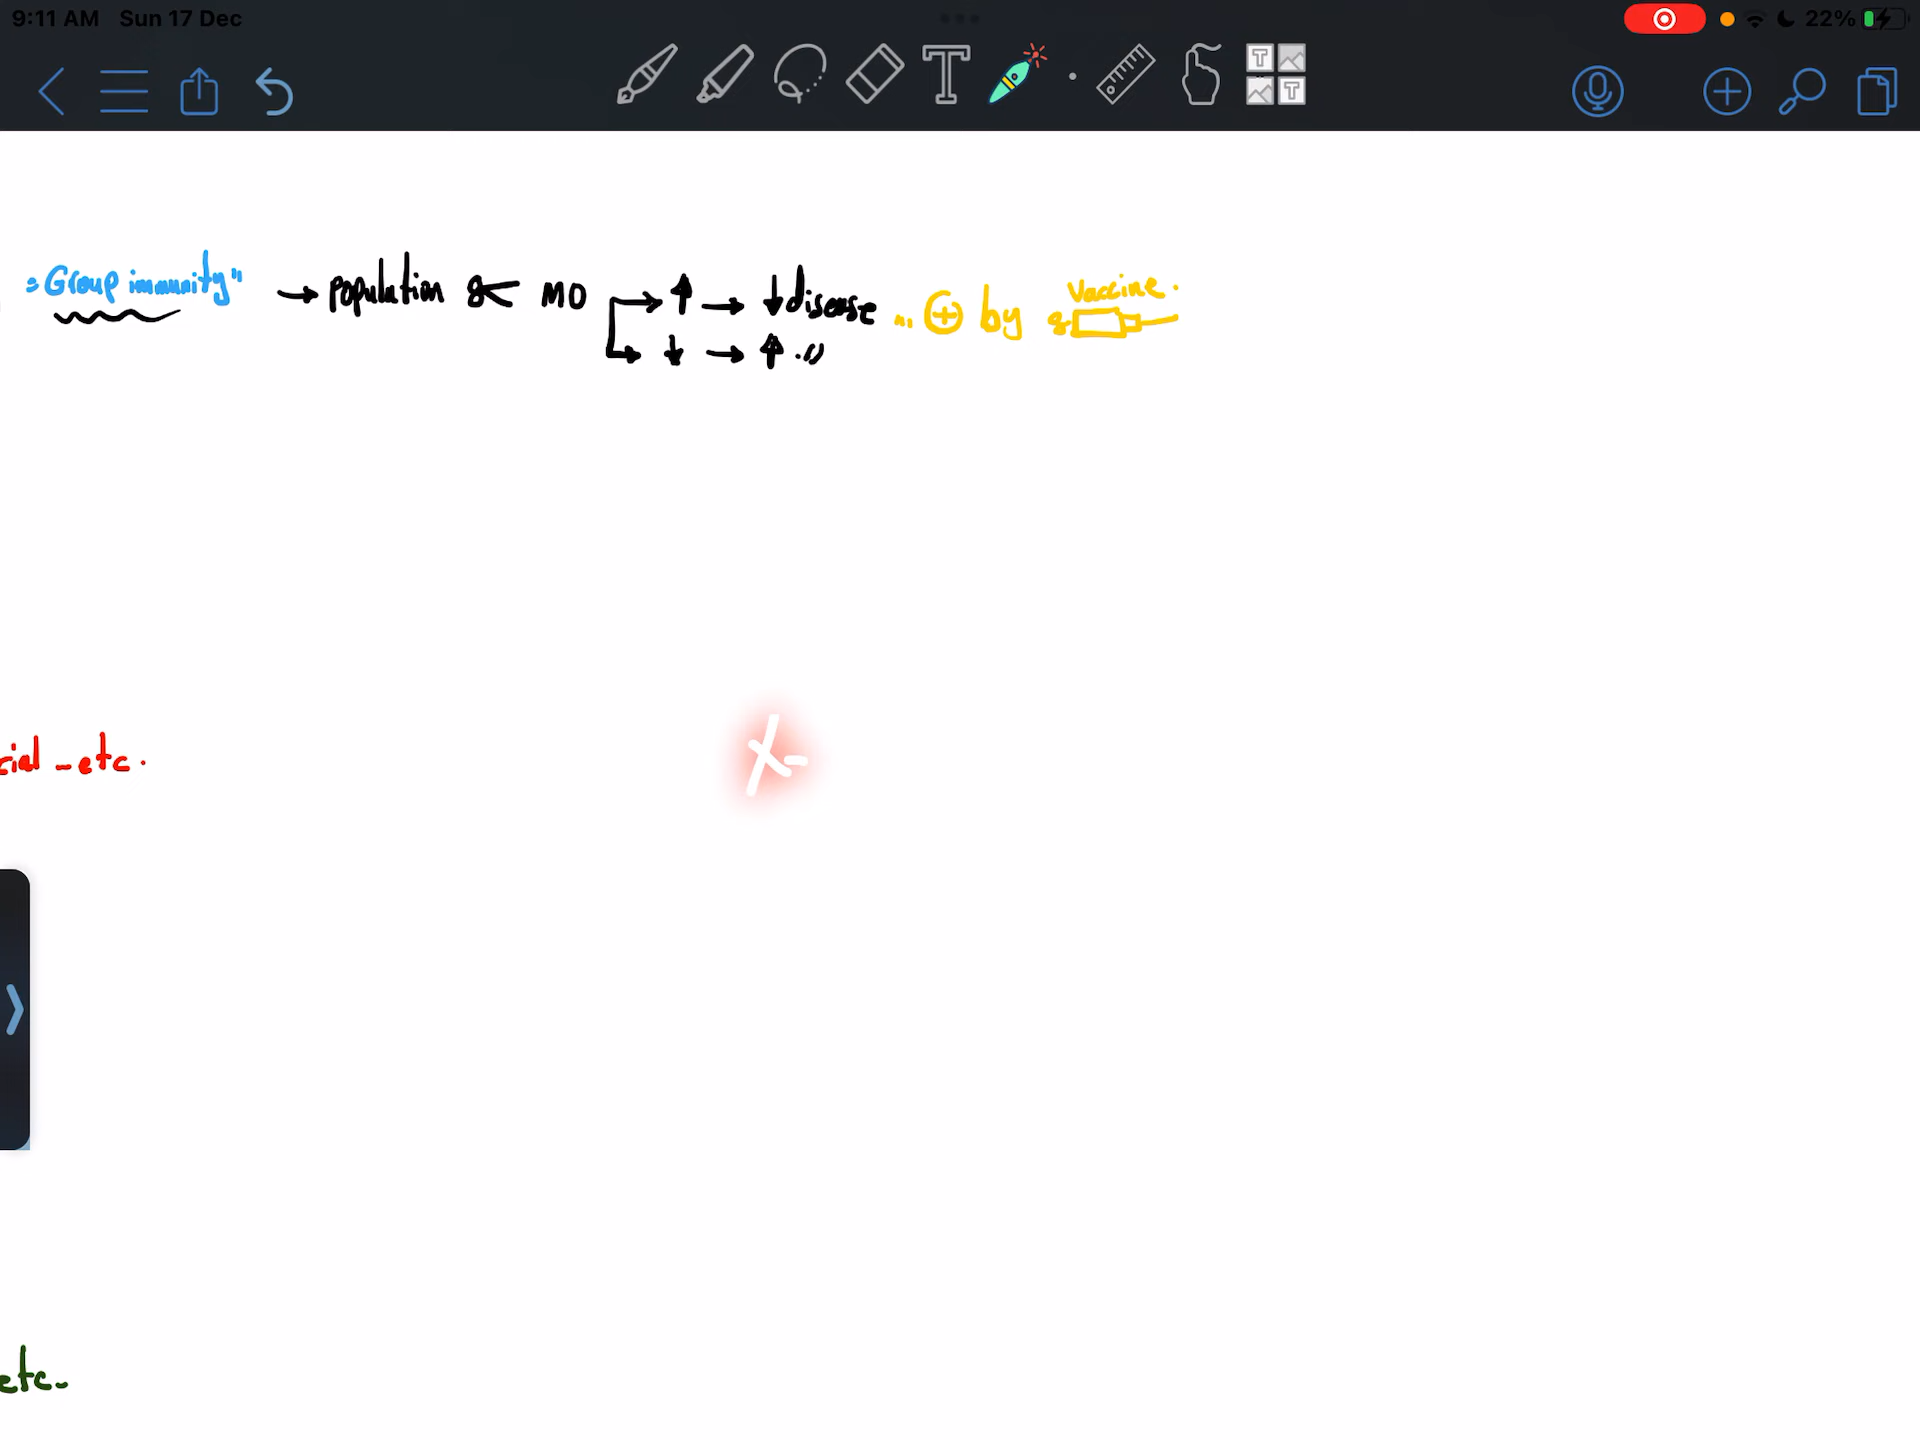 9:11 AM Sun 17 Dec
22%
"Group immunity" → population MO → ↑ → ↓ disease ... ⊕ by Vaccine.
→ ↓ → ↑ .//
cial - etc.
X-
etc-